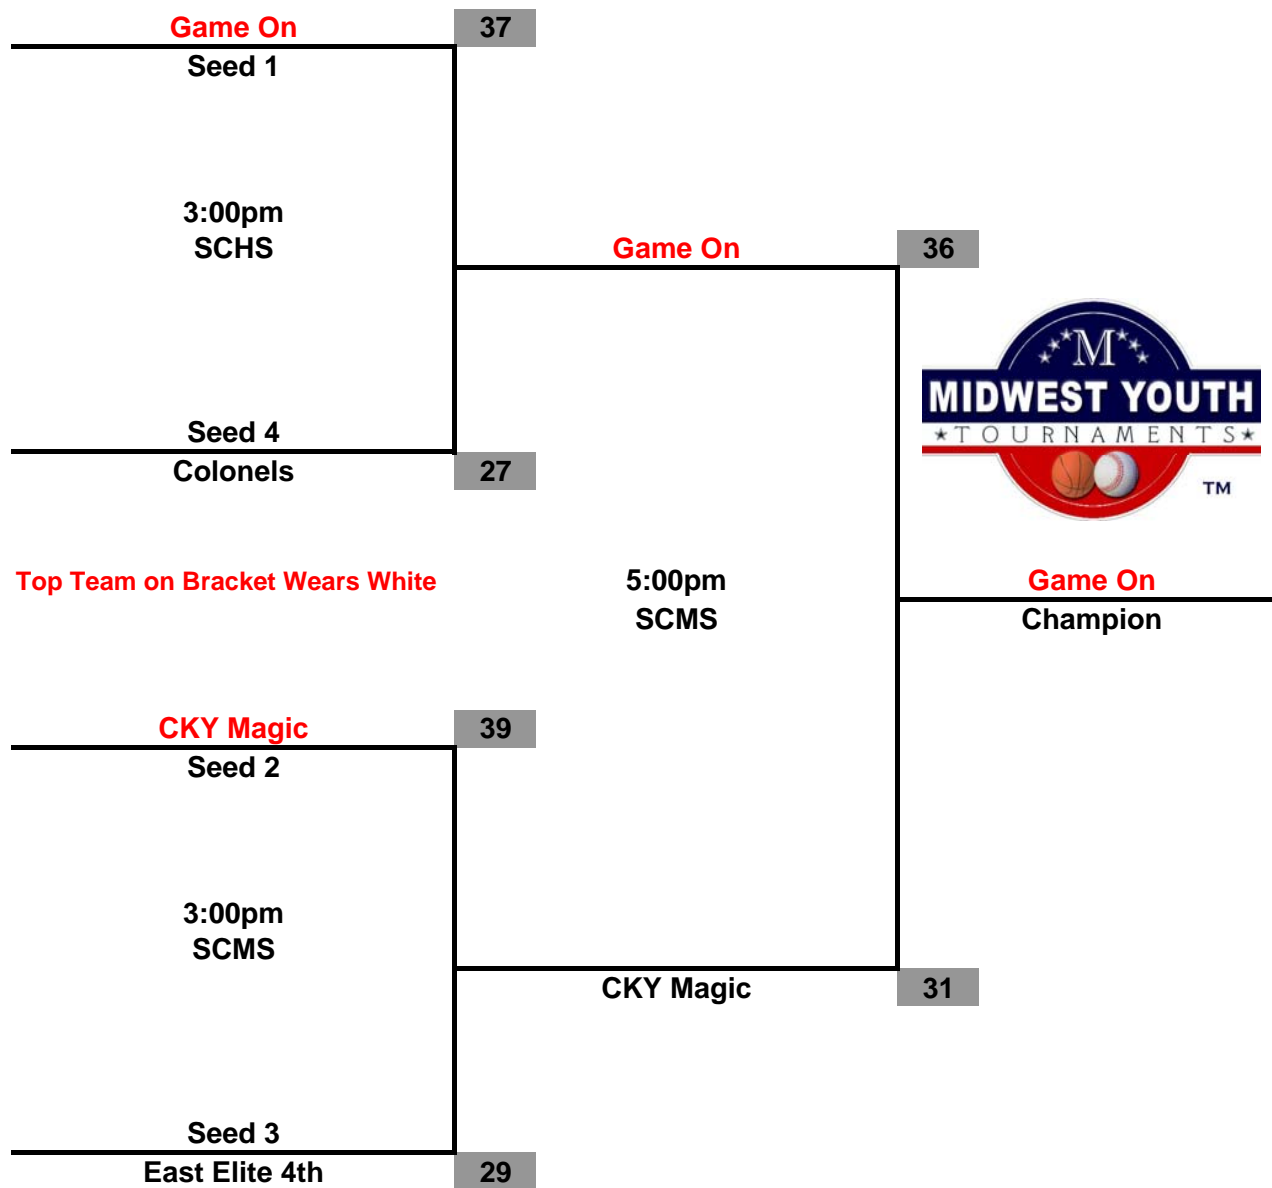 Game On 37
Seed 1
3:00pm
SCHS
Game On 36
M
MIDWEST YOUTH
★TOURNAMENTS★
TM
Seed 4
Colonels 27
Top Team on Bracket Wears White
5:00pm
SCMS
Game On
Champion
CKY Magic 39
Seed 2
3:00pm
SCMS
CKY Magic 31
Seed 3
East Elite 4th 29